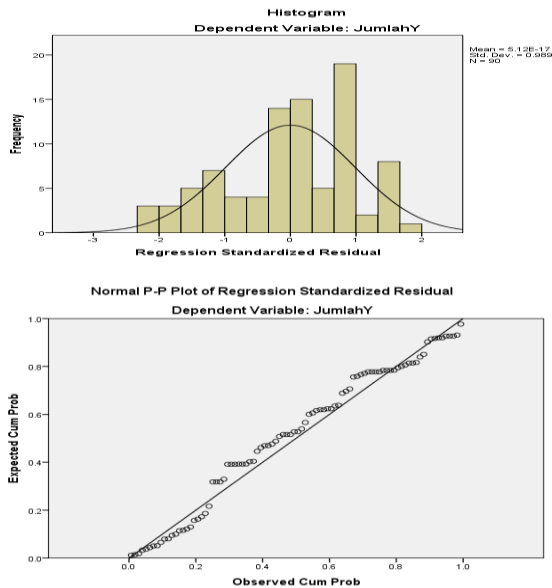 Histogram
Dependent Variable: JumlahY
Mean = 5.12E-17
Std. Dev. = 0.989
N = 90
Frequency
20
15
10
5
0
-3
-2
-1
0
1
2
Regression Standardized Residual
Normal P-P Plot of Regression Standardized Residual
Dependent Variable: JumlahY
Expected Cum Prob
1.0
0.8
0.6
0.4
0.2
0.0
0.0
0.2
0.4
0.6
0.8
1.0
Observed Cum Prob